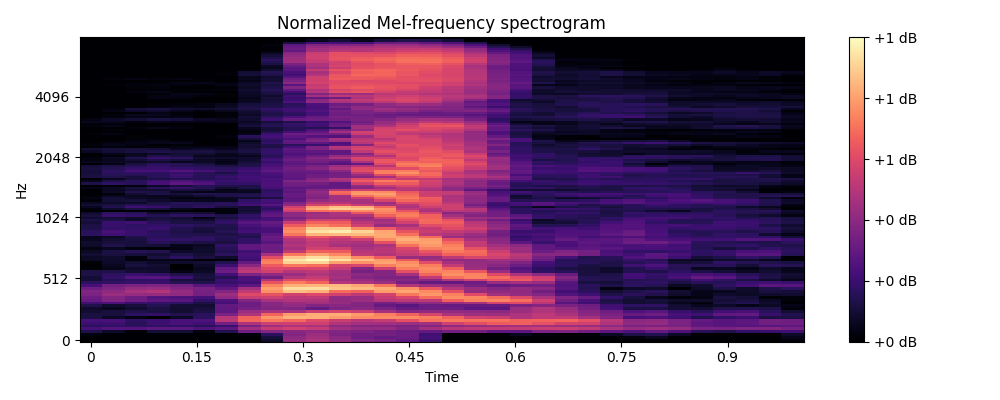 Normalized Mel-frequency spectrogram
Hz
4096
2048
1024
512
0
0 0.15 0.3 0.45 0.6 0.75 0.9
Time
+1 dB
+1 dB
+1 dB
+0 dB
+0 dB
+0 dB